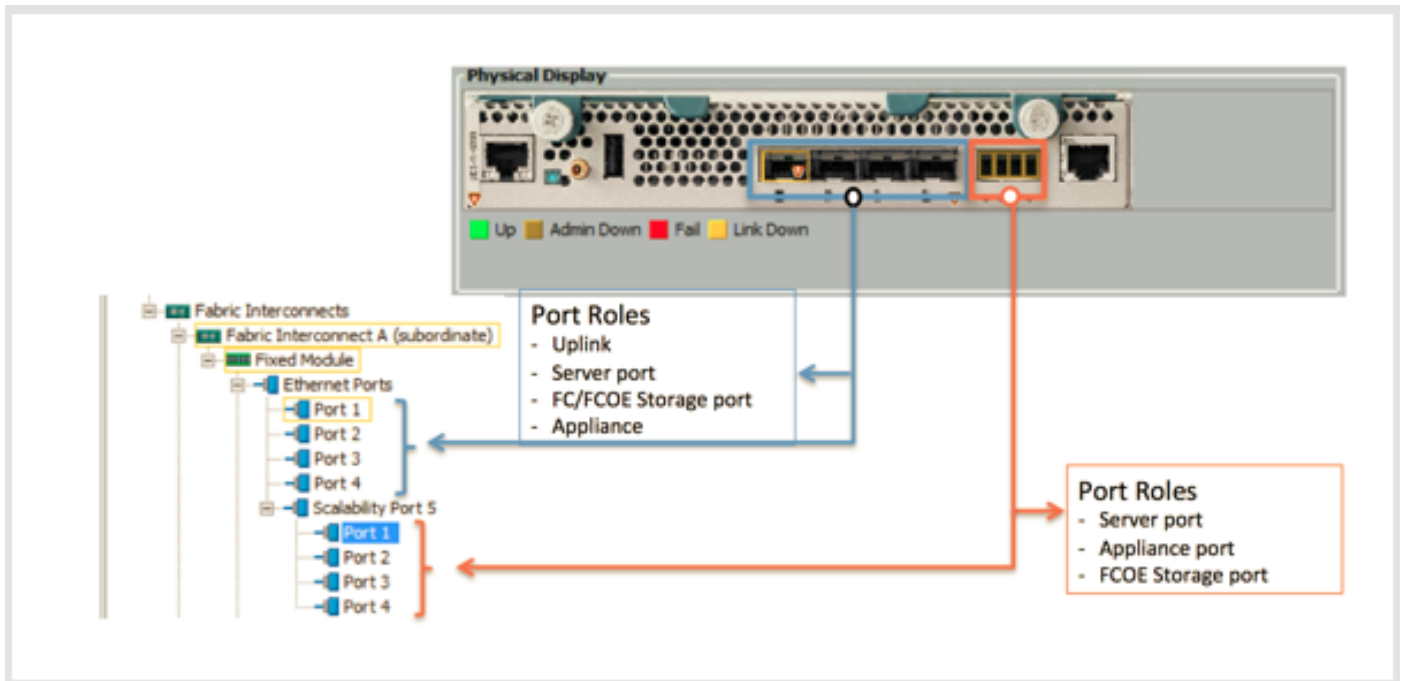 Physical Display
Up Admin Down Fail Link Down
Fabric Interconnects
Fabric Interconnect A (subordinate)
Fixed Module
Ethernet Ports
Port 1
Port 2
Port 3
Port 4
Scalability Port 5
Port 1
Port 2
Port 3
Port 4
Port Roles
- Uplink
- Server port
- FC/FCOE Storage port
- Appliance
Port Roles
- Server port
- Appliance port
- FCOE Storage port